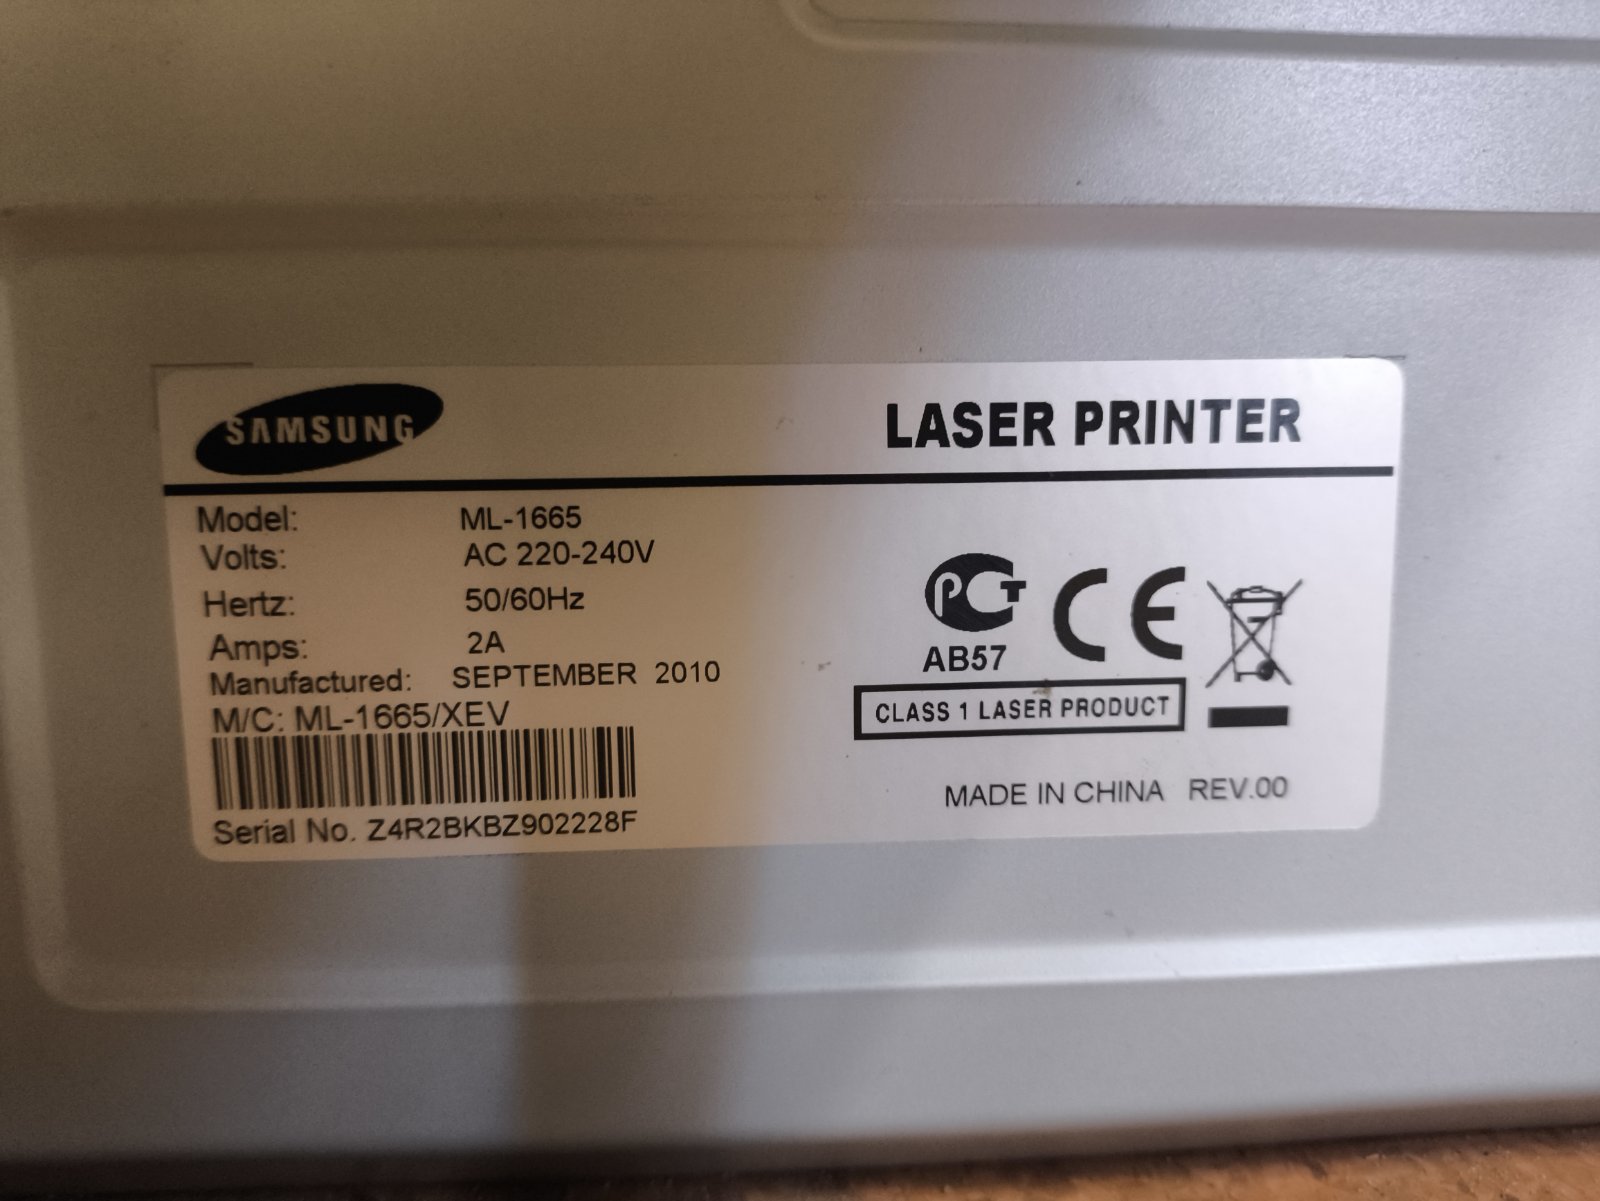 SAMSUNG
LASER PRINTER
Model: ML-1665
Volts: AC 220-240V
Hertz: 50/60Hz
Amps: 2A
Manufactured: SEPTEMBER 2010
M/C: ML-1665/XEV
Serial No. Z4R2BKBZ902228F
РСТ
AB57
CE
CLASS 1 LASER PRODUCT
MADE IN CHINA REV.00